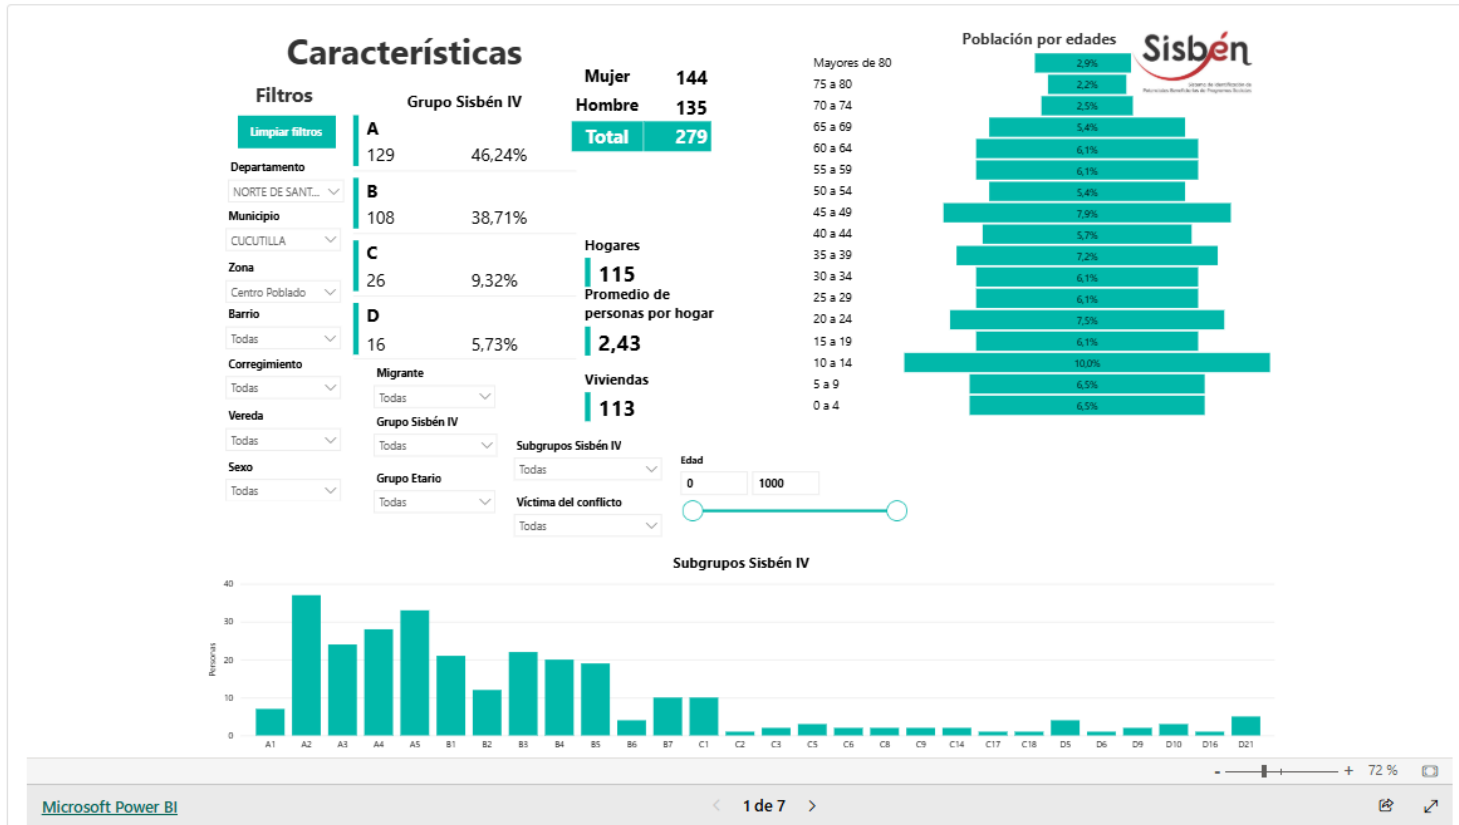 Características
Filtros
Limpiar filtros
Departamento
NORTE DE SANT...
Municipio
CUCUTILLA
Zona
Centro Poblado
Barrio
Todas
Corregimiento
Todas
Vereda
Todas
Sexo
Todas
Grupo Sisbén IV
A
129 46,24%
B
108 38,71%
C
26 9,32%
D
16 5,73%
Migrante
Todas
Grupo Sisbén IV
Todas
Grupo Etario
Todas
Mujer 144
Hombre 135
Total 279
Hogares
115
Promedio de
personas por hogar
2,43
Viviendas
113
Subgrupos Sisbén IV
Todas
Víctima del conflicto
Todas
Edad
0 1000
Población por edades
Sisbén
Sistema de Identificación de
Potenciales Beneficiarios de Programas Sociales
Mayores de 80 2,9%
75 a 80 2,2%
70 a 74 2,5%
65 a 69 5,4%
60 a 64 6,1%
55 a 59 6,1%
50 a 54 5,4%
45 a 49 7,9%
40 a 44 5,7%
35 a 39 7,2%
30 a 34 6,1%
25 a 29 6,1%
20 a 24 7,5%
15 a 19 6,1%
10 a 14 10,0%
5 a 9 6,5%
0 a 4 6,5%
Subgrupos Sisbén IV
Personas
40
30
20
10
0
A1 A2 A3 A4 A5 B1 B2 B3 B4 B5 B6 B7 C1 C2 C3 C5 C6 C8 C9 C14 C17 C18 D5 D6 D9 D10 D16 D21
- + 72 %
Microsoft Power BI
1 de 7